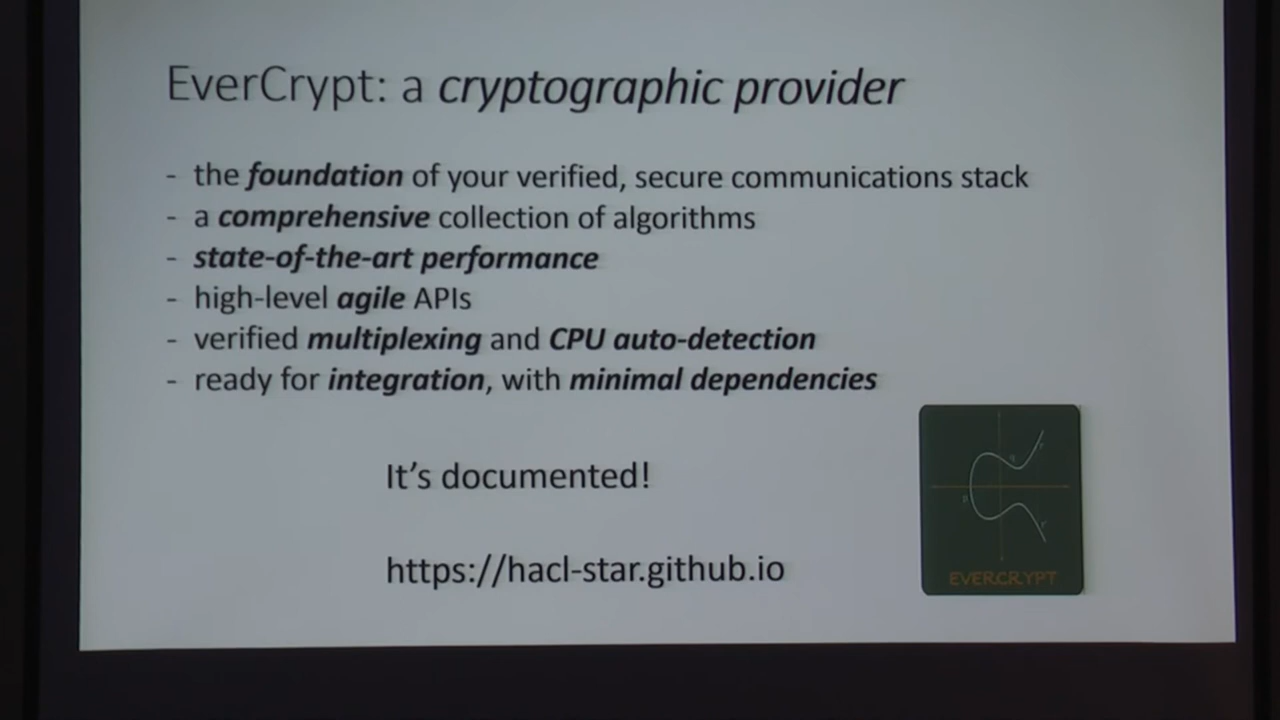 EverCrypt: a cryptographic provider
- the foundation of your verified, secure communications stack
- a comprehensive collection of algorithms
- state-of-the-art performance
- high-level agile APIs
- verified multiplexing and CPU auto-detection
- ready for integration, with minimal dependencies
It's documented!
https://hacl-star.github.io
EVERCRYPT